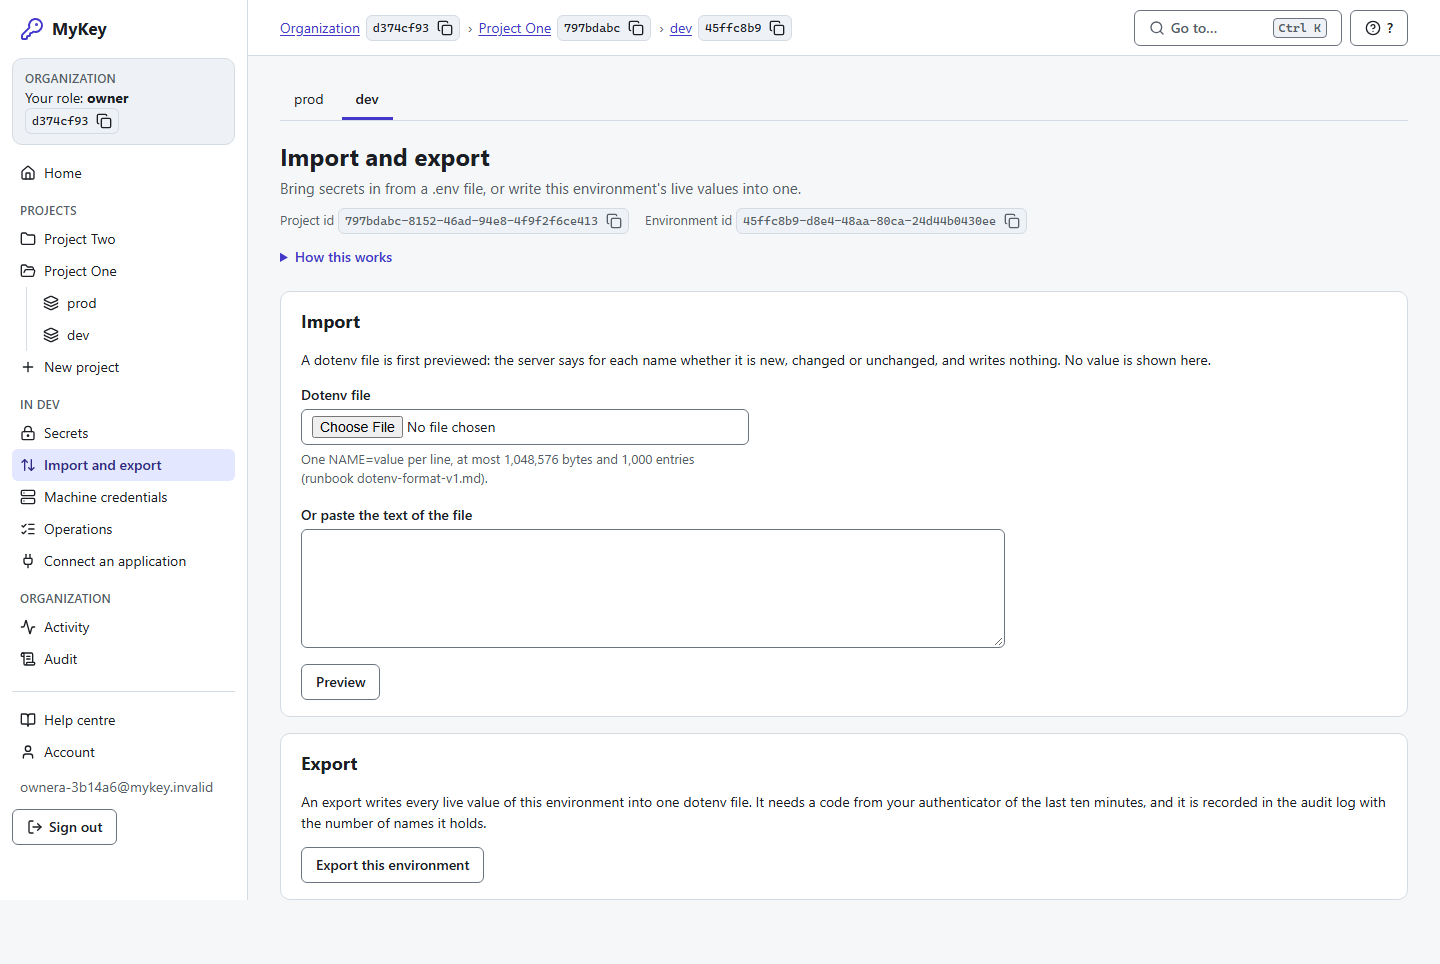 MyKey
ORGANIZATION
Your role: owner
d374cf93
Home
PROJECTS
Project Two
Project One
prod
dev
New project
IN DEV
Secrets
Import and export
Machine credentials
Operations
Connect an application
ORGANIZATION
Activity
Audit
Help centre
Account
ownera-3b14a6@mykey.invalid
Sign out
Organization d374cf93 › Project One 797bdabc › dev 45ffc8b9
Go to... Ctrl K
?
prod dev
Import and export
Bring secrets in from a .env file, or write this environment's live values into one.
Project id 797bdabc-8152-46ad-94e8-4f9f2f6ce413 Environment id 45ffc8b9-d8e4-48aa-80ca-24d44b0430ee
How this works
Import
A dotenv file is first previewed: the server says for each name whether it is new, changed or unchanged, and writes nothing. No value is shown here.
Dotenv file
Choose File No file chosen
One NAME=value per line, at most 1,048,576 bytes and 1,000 entries
(runbook dotenv-format-v1.md).
Or paste the text of the file
Preview
Export
An export writes every live value of this environment into one dotenv file. It needs a code from your authenticator of the last ten minutes, and it is recorded in the audit log with
the number of names it holds.
Export this environment